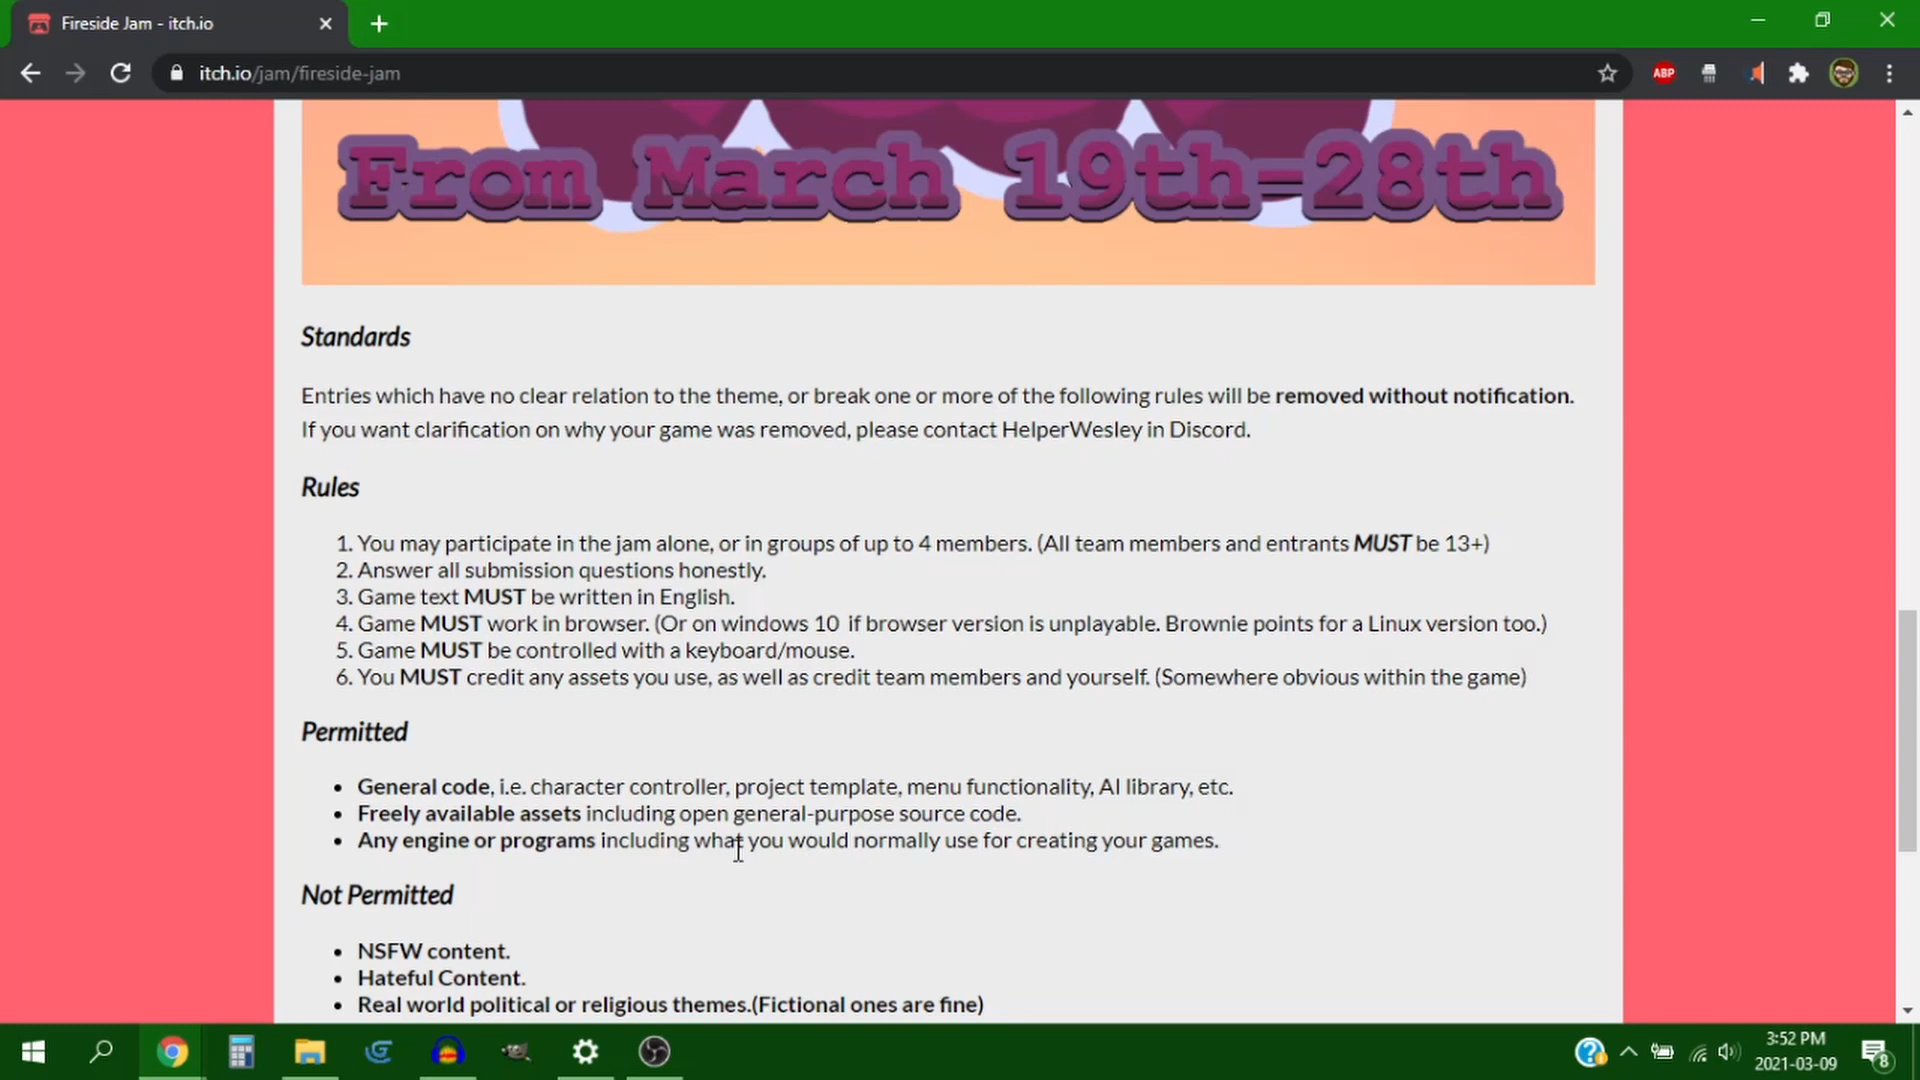 Fireside Jam - itch.io
itch.io/jam/fireside-jam
ABP
From March 19th-28th
Standards
Entries which have no clear relation to the theme, or break one or more of the following rules will be removed without notification.
If you want clarification on why your game was removed, please contact HelperWesley in Discord.
Rules
1. You may participate in the jam alone, or in groups of up to 4 members. (All team members and entrants MUST be 13+)
2. Answer all submission questions honestly.
3. Game text MUST be written in English.
4. Game MUST work in browser. (Or on windows 10  if browser version is unplayable. Brownie points for a Linux version too.)
5. Game MUST be controlled with a keyboard/mouse.
6. You MUST credit any assets you use, as well as credit team members and yourself. (Somewhere obvious within the game)
Permitted
• General code, i.e. character controller, project template, menu functionality, AI library, etc.
• Freely available assets including open general-purpose source code.
• Any engine or programs including what you would normally use for creating your games.
Not Permitted
• NSFW content.
• Hateful Content.
• Real world political or religious themes.(Fictional ones are fine)
3:52 PM
2021-03-09
8